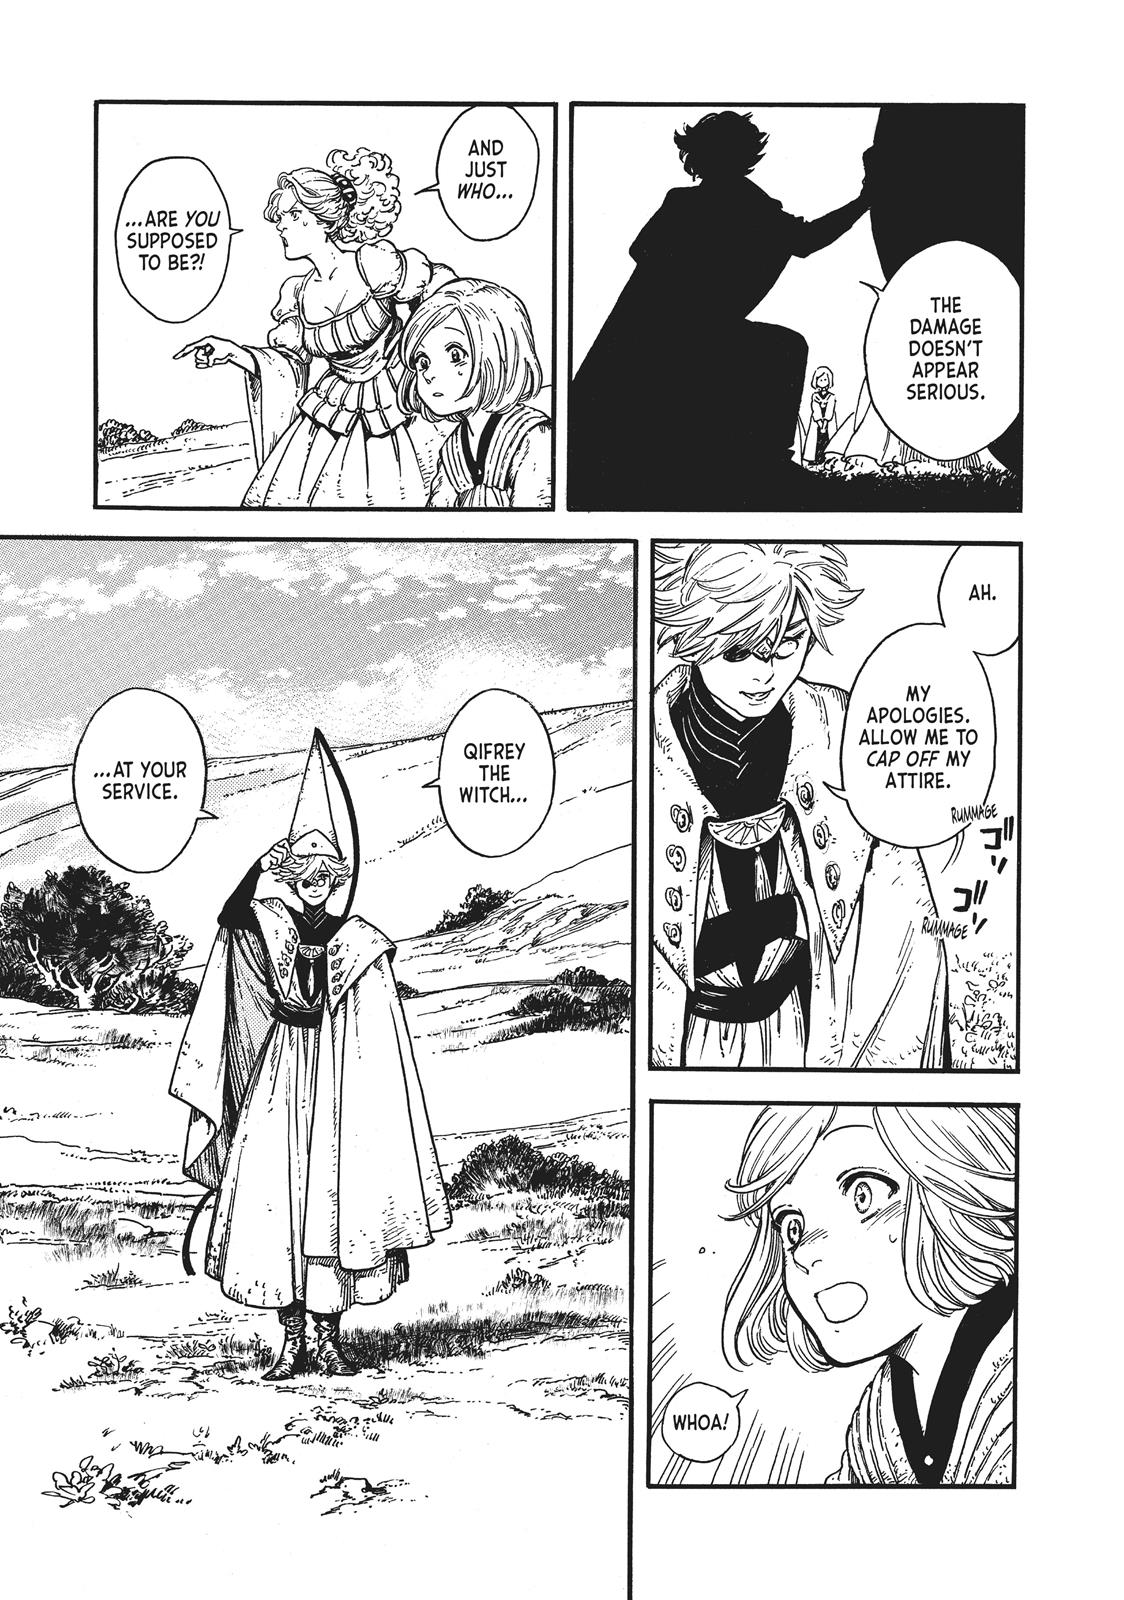 THE
DAMAGE
DOESN'T
APPEAR
SERIOUS.
AND
JUST
WHO...
...ARE YOU
SUPPOSED
TO BE?!
AH.
MY
APOLOGIES.
ALLOW ME TO
CAP OFF MY
ATTIRE.
RUMMAGE
ゴソ
ゴソ
RUMMAGE
WHOA!
QIFREY
THE
WITCH...
...AT YOUR
SERVICE.